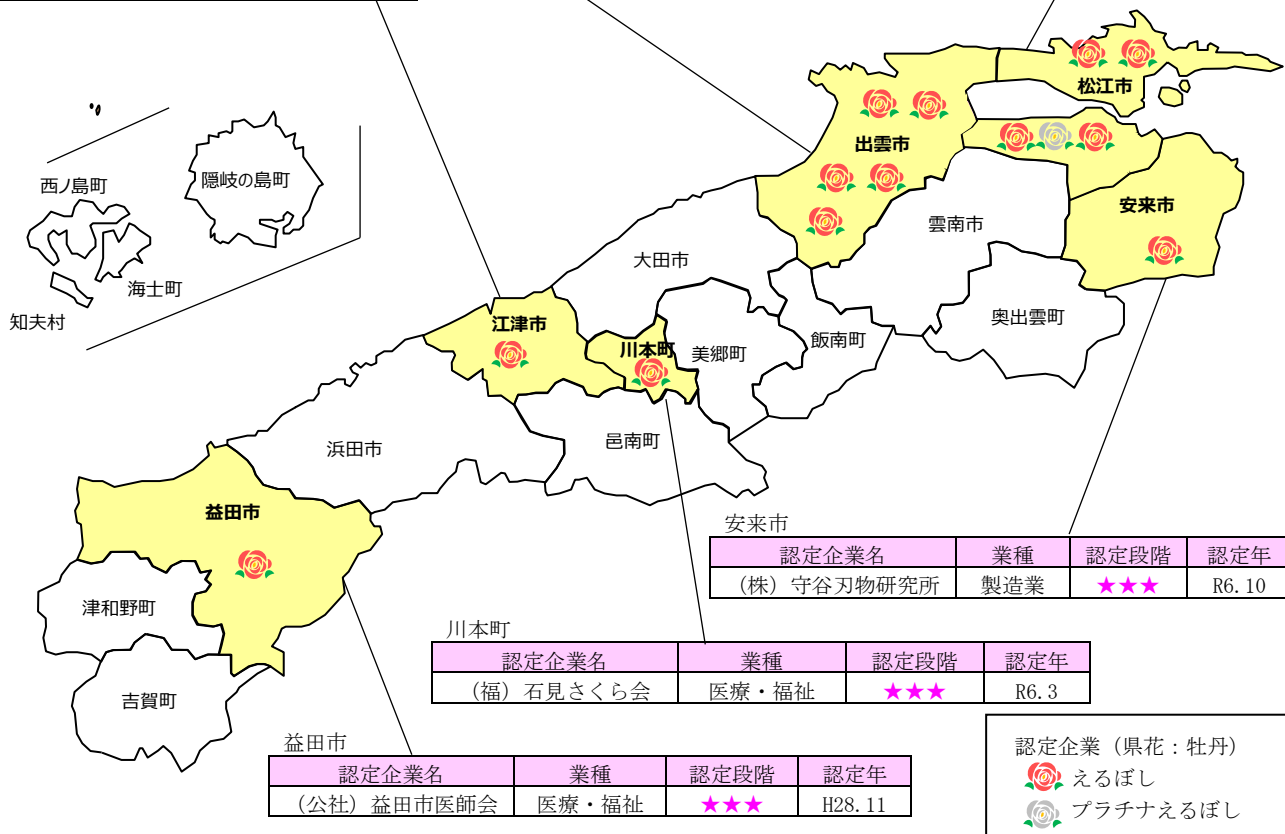 松江市
出雲市
西ノ島町
隠岐の島町
安来市
雲南市
大田市
海士町
奥出雲町
知夫村
江津市
川本町
美郷町
飯南町
浜田市
邑南町
益田市
津和野町
吉賀町
安来市
認定企業名 業種 認定段階 認定年
(株)守谷刃物研究所 製造業 ★★★ R6.10
川本町
認定企業名 業種 認定段階 認定年
(福)石見さくら会 医療・福祉 ★★★ R6.3
益田市
認定企業名 業種 認定段階 認定年
(公社)益田市医師会 医療・福祉 ★★★ H28.11
認定企業(県花:牡丹)
えるぼし
プラチナえるぼし